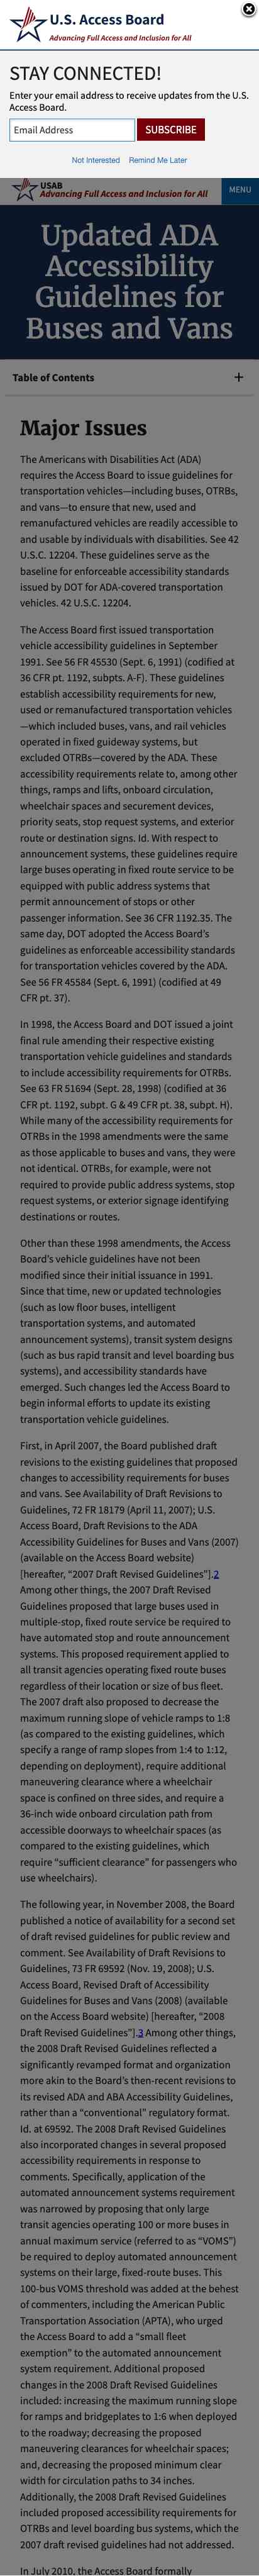 U.S. Access Board
Advancing Full Access and Inclusion for All
STAY CONNECTED!
Enter your email address to receive updates from the U.S.
Access Board.
Email Address
SUBSCRIBE
Not Interested Remind Me Later
USAB
Advancing Full Access and Inclusion for All
MENU
Updated ADA
Accessibility
Guidelines for
Buses and Vans
Table of Contents +
Major Issues
The Americans with Disabilities Act (ADA)
requires the Access Board to issue guidelines for
transportation vehicles—including buses, OTRBs,
and vans—to ensure that new, used and
remanufactured vehicles are readily accessible to
and usable by individuals with disabilities. See 42
U.S.C. 12204. These guidelines serve as the
baseline for enforceable accessibility standards
issued by DOT for ADA-covered transportation
vehicles. 42 U.S.C. 12204.
The Access Board first issued transportation
vehicle accessibility guidelines in September
1991. See 56 FR 45530 (Sept. 6, 1991) (codified at
36 CFR pt. 1192, subpts. A-F). These guidelines
establish accessibility requirements for new,
used or remanufactured transportation vehicles
—which included buses, vans, and rail vehicles
operated in fixed guideway systems, but
excluded OTRBs—covered by the ADA. These
accessibility requirements relate to, among other
things, ramps and lifts, onboard circulation,
wheelchair spaces and securement devices,
priority seats, stop request systems, and exterior
route or destination signs. Id. With respect to
announcement systems, these guidelines require
large buses operating in fixed route service to be
equipped with public address systems that
permit announcement of stops or other
passenger information. See 36 CFR 1192.35. The
same day, DOT adopted the Access Board’s
guidelines as enforceable accessibility standards
for transportation vehicles covered by the ADA.
See 56 FR 45584 (Sept. 6, 1991) (codified at 49
CFR pt. 37).
In 1998, the Access Board and DOT issued a joint
final rule amending their respective existing
transportation vehicle guidelines and standards
to include accessibility requirements for OTRBs.
See 63 FR 51694 (Sept. 28, 1998) (codified at 36
CFR pt. 1192, subpt. G & 49 CFR pt. 38, subpt. H).
While many of the accessibility requirements for
OTRBs in the 1998 amendments were the same
as those applicable to buses and vans, they were
not identical. OTRBs, for example, were not
required to provide public address systems, stop
request systems, or exterior signage identifying
destinations or routes.
Other than these 1998 amendments, the Access
Board’s vehicle guidelines have not been
modified since their initial issuance in 1991.
Since that time, new or updated technologies
(such as low floor buses, intelligent
transportation systems, and automated
announcement systems), transit system designs
(such as bus rapid transit and level boarding bus
systems), and accessibility standards have
emerged. Such changes led the Access Board to
begin informal efforts to update its existing
transportation vehicle guidelines.
First, in April 2007, the Board published draft
revisions to the existing guidelines that proposed
changes to accessibility requirements for buses
and vans. See Availability of Draft Revisions to
Guidelines, 72 FR 18179 (April 11, 2007); U.S.
Access Board, Draft Revisions to the ADA
Accessibility Guidelines for Buses and Vans (2007)
(available on the Access Board website)
[hereafter, “2007 Draft Revised Guidelines”].2
Among other things, the 2007 Draft Revised
Guidelines proposed that large buses used in
multiple-stop, fixed route service be required to
have automated stop and route announcement
systems. This proposed requirement applied to
all transit agencies operating fixed route buses
regardless of their location or size of bus fleet.
The 2007 draft also proposed to decrease the
maximum running slope of vehicle ramps to 1:8
(as compared to the existing guidelines, which
specify a range of ramp slopes from 1:4 to 1:12,
depending on deployment), require additional
maneuvering clearance where a wheelchair
space is confined on three sides, and require a
36-inch wide onboard circulation path from
accessible doorways to wheelchair spaces (as
compared to the existing guidelines, which
require “sufficient clearance” for passengers who
use wheelchairs).
The following year, in November 2008, the Board
published a notice of availability for a second set
of draft revised guidelines for public review and
comment. See Availability of Draft Revisions to
Guidelines, 73 FR 69592 (Nov. 19, 2008); U.S.
Access Board, Revised Draft of Accessibility
Guidelines for Buses and Vans (2008) (available
on the Access Board website) [hereafter, “2008
Draft Revised Guidelines”].3 Among other things,
the 2008 Draft Revised Guidelines reflected a
significantly revamped format and organization
more akin to the Board’s then-recent revisions to
its revised ADA and ABA Accessibility Guidelines,
rather than a “conventional” regulatory format.
Id. at 69592. The 2008 Draft Revised Guidelines
also incorporated changes in several proposed
accessibility requirements in response to
comments. Specifically, application of the
automated announcement systems requirement
was narrowed by proposing that only large
transit agencies operating 100 or more buses in
annual maximum service (referred to as “VOMS”)
be required to deploy automated announcement
systems on their large, fixed-route buses. This
100-bus VOMS threshold was added at the behest
of commenters, including the American Public
Transportation Association (APTA), who urged
the Access Board to add a “small fleet
exemption” to the automated announcement
system requirement. Additional proposed
changes in the 2008 Draft Revised Guidelines
included: increasing the maximum running slope
for ramps and bridgeplates to 1:6 when deployed
to the roadway; decreasing the proposed
maneuvering clearances for wheelchair spaces;
and, decreasing the proposed minimum clear
width for circulation paths to 34 inches.
Additionally, the 2008 Draft Revised Guidelines
included proposed accessibility requirements for
OTRBs and level boarding bus systems, which the
2007 draft revised guidelines had not addressed.
In July 2010, the Access Board formally